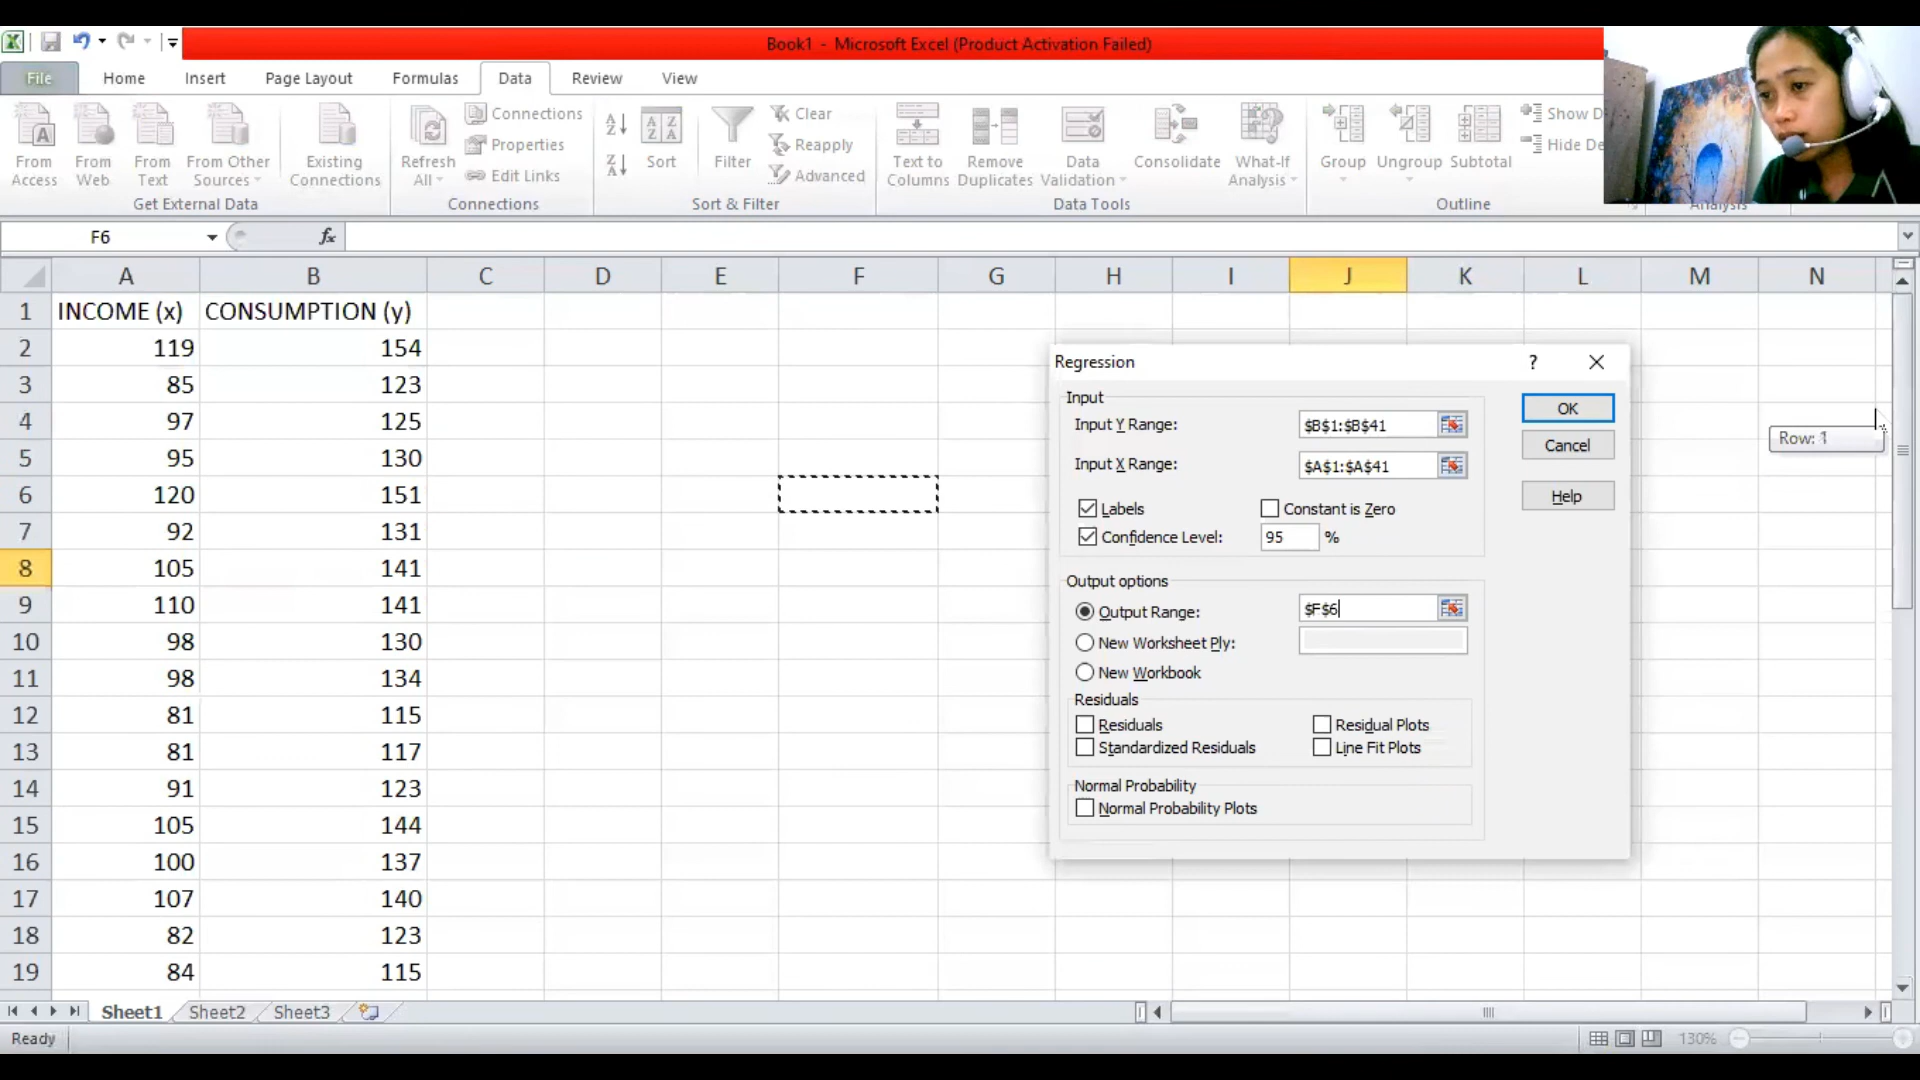 Book1 - Microsoft Excel (Product Activation Failed)
File Home Insert Page Layout Formulas Data Review View
From Access
From Web
From Text
From Other Sources
Existing Connections
Get External Data
Refresh All
Connections
Properties
Edit Links
Connections
Sort
Filter
Clear
Reapply
Advanced
Sort & Filter
Text to Columns
Remove Duplicates
Data Validation
Consolidate
What-If Analysis
Data Tools
Group
Ungroup
Subtotal
Show D
Hide De
Outline
Analysis
F6 fx
A B C D E F G H I J K L M N
1 INCOME (x) CONSUMPTION (y)
2 119 154
3 85 123
4 97 125
5 95 130
6 120 151
7 92 131
8 105 141
9 110 141
10 98 130
11 98 134
12 81 115
13 81 117
14 91 123
15 105 144
16 100 137
17 107 140
18 82 123
19 84 115
Regression ?
Input
Input Y Range: $B$1:$B$41
Input X Range: $A$1:$A$41
Labels Constant is Zero
Confidence Level: 95 %
Output options
Output Range: $F$6
New Worksheet Ply:
New Workbook
Residuals
Residuals Residual Plots
Standardized Residuals Line Fit Plots
Normal Probability
Normal Probability Plots
OK
Cancel
Help
Row: 1
Sheet1 Sheet2 Sheet3
Ready 130%